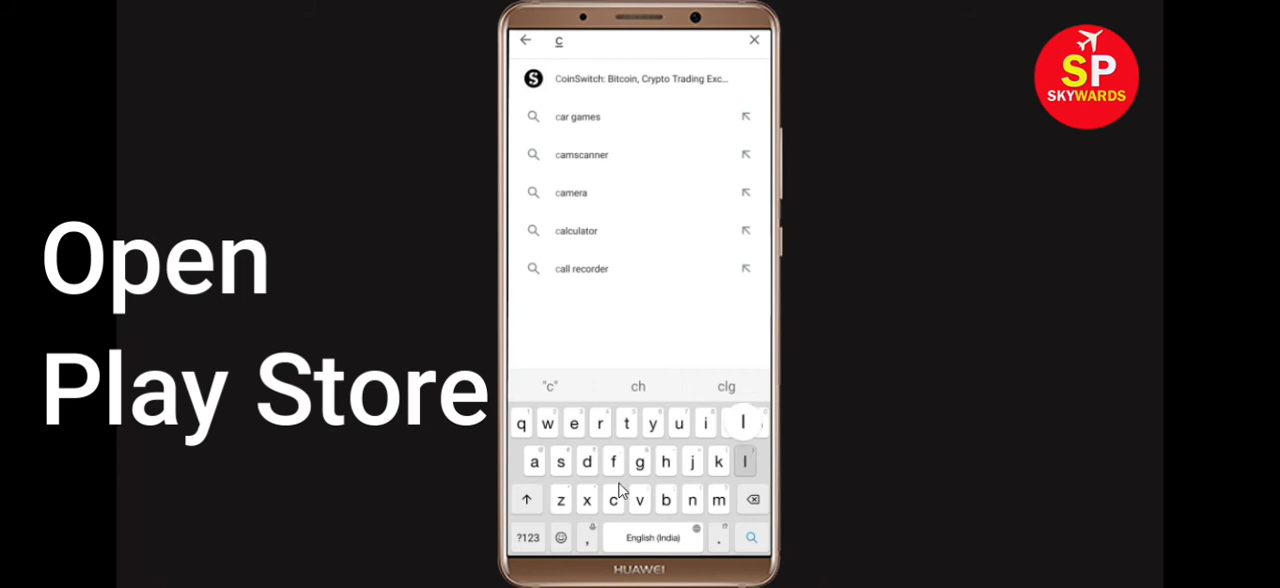 c
CoinSwitch: Bitcoin, Crypto Trading Exc...
car games
camscanner
camera
calculator
call recorder
Open
Play Store
"c" ch clg
q w e r t y u i l
a s d f g h j k l
z x c v b n m
?123 , English (India) .
HUAWEI
SP
SKYWARDS